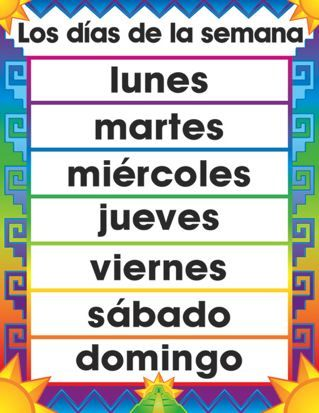 Los días de la semana
lunes
martes
miércoles
jueves
viernes
sábado
domingo